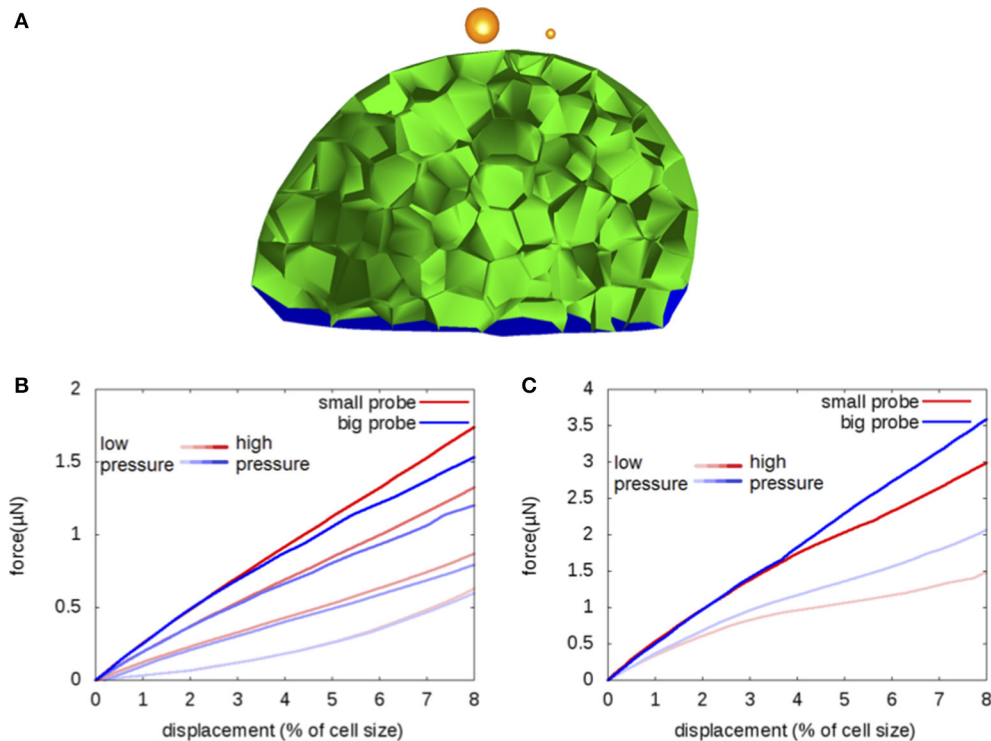 A
B
2
1.5
1
0.5
0
0 1 2 3 4 5 6 7 8
force(µN)
displacement (% of cell size)
small probe
big probe
low high
pressure pressure
C
4
3.5
3
2.5
2
1.5
1
0.5
0
0 1 2 3 4 5 6 7 8
force(µN)
displacement (% of cell size)
small probe
big probe
low high
pressure pressure